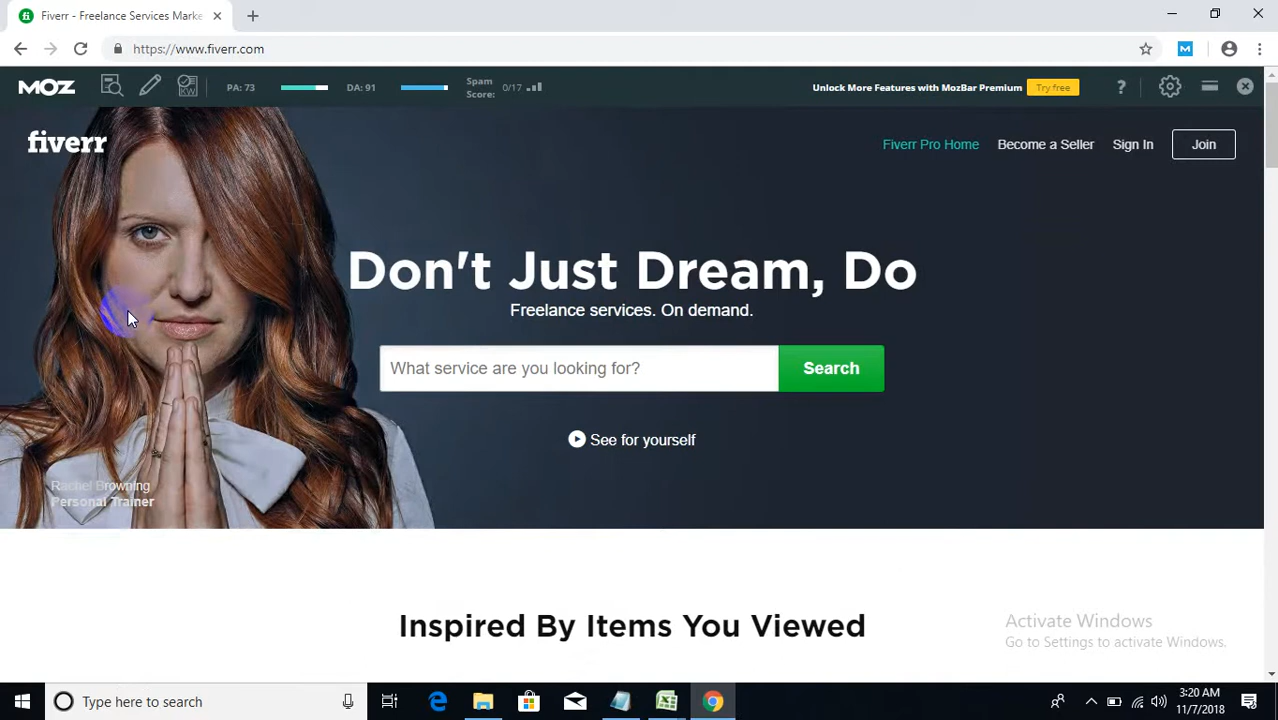 Fiverr - Freelance Services Marke
https://www.fiverr.com
MOZ
KW
PA: 73
DA: 91
Spam
Score:
0/17
Unlock More Features with MozBar Premium
Try free
?
fiverr
Fiverr Pro Home
Become a Seller
Sign In
Join
Don't Just Dream, Do
Freelance services. On demand.
What service are you looking for?
Search
See for yourself
Rachel Browning
Personal Trainer
Inspired By Items You Viewed
Activate Windows
Go to Settings to activate Windows.
Type here to search
3:20 AM
11/7/2018